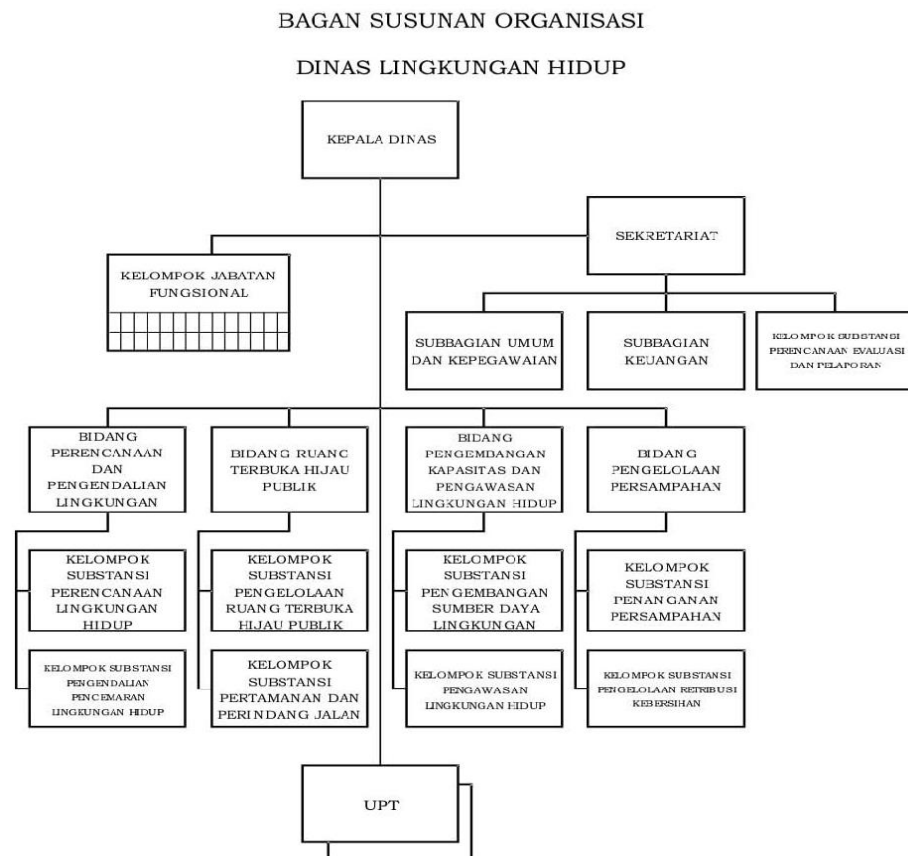 BAGAN SUSUNAN ORGANISASI
DINAS LINGKUNGAN HIDUP
KEPALA DINAS
SEKRETARIAT
KELOMPOK JABATAN
FUNGSIONAL
SUBBAGIAN UMUM
DAN KEPEGAWAIAN
SUBBAGIAN
KEUANGAN
KELOMPOK SUBSTANSI
PERENCANAAN EVALUASI
DAN PELAPORAN
BIDANG
PERENCANAAN
DAN
PENGENDALIAN
LINGKUNGAN
BIDANG RUANG
TERBUKA HIJAU
PUBLIK
BIDANG
PENGEMBANGAN
KAPASITAS DAN
PENGAWASAN
LINGKUNGAN HIDUP
BIDANG
PENGELOLAAN
PERSAMPAHAN
KELOMPOK
SUBSTANSI
PERENCANAAN
LINGKUNGAN
HIDUP
KELOMPOK
SUBSTANSI
PENGELOLAAN
RUANG TERBUKA
HIJAU PUBLIK
KELOMPOK
SUBSTANSI
PENGEMBANGAN
SUMBER DAYA
LINGKUNGAN
KELOMPOK
SUBSTANSI
PENANGANAN
PERSAMPAHAN
KELOMPOK SUBSTANSI
PENGENDALIAN
PENCEMARAN
LINGKUNGAN HIDUP
KELOMPOK
SUBSTANSI
PERTAMANAN DAN
PERINDANG JALAN
KELOMPOK SUBSTANSI
PENGAWASAN
LINGKUNGAN HIDUP
KELOMPOK SUBSTANSI
PENGELOLAAN RETRIBUSI
KEBERSIHAN
UPT